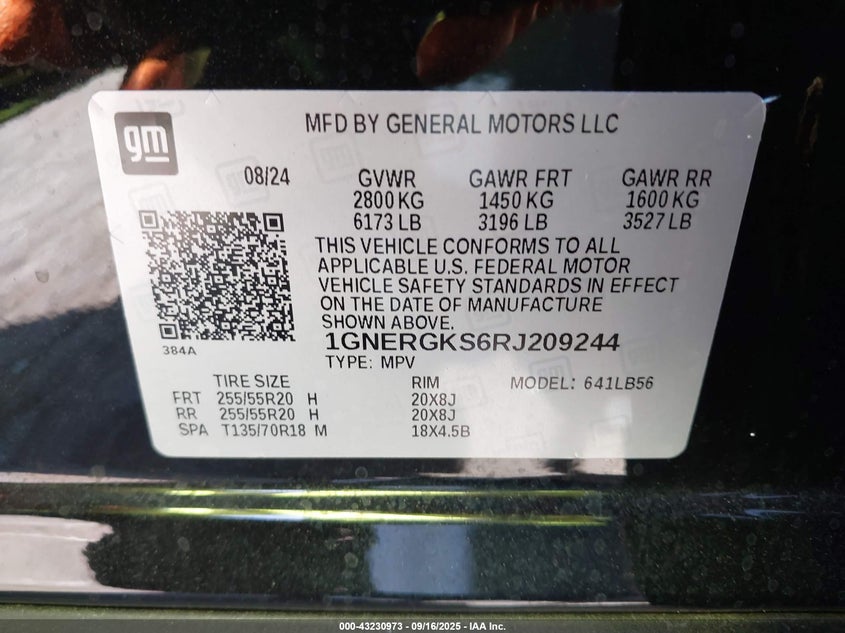 gm
MFD BY GENERAL MOTORS LLC
08/24 GVWR GAWR FRT GAWR RR
2800 KG 1450 KG 1600 KG
6173 LB 3196 LB 3527 LB
THIS VEHICLE CONFORMS TO ALL
APPLICABLE U.S. FEDERAL MOTOR
VEHICLE SAFETY STANDARDS IN EFFECT
ON THE DATE OF MANUFACTURE
SHOWN ABOVE.
384A
1GNERGKS6RJ209244
TYPE: MPV
TIRE SIZE RIM MODEL: 641LB56
FRT 255/55R20 H 20X8J
RR 255/55R20 H 20X8J
SPA T135/70R18 M 18X4.5B
000-43230973 - 09/16/2025 - IAA Inc.